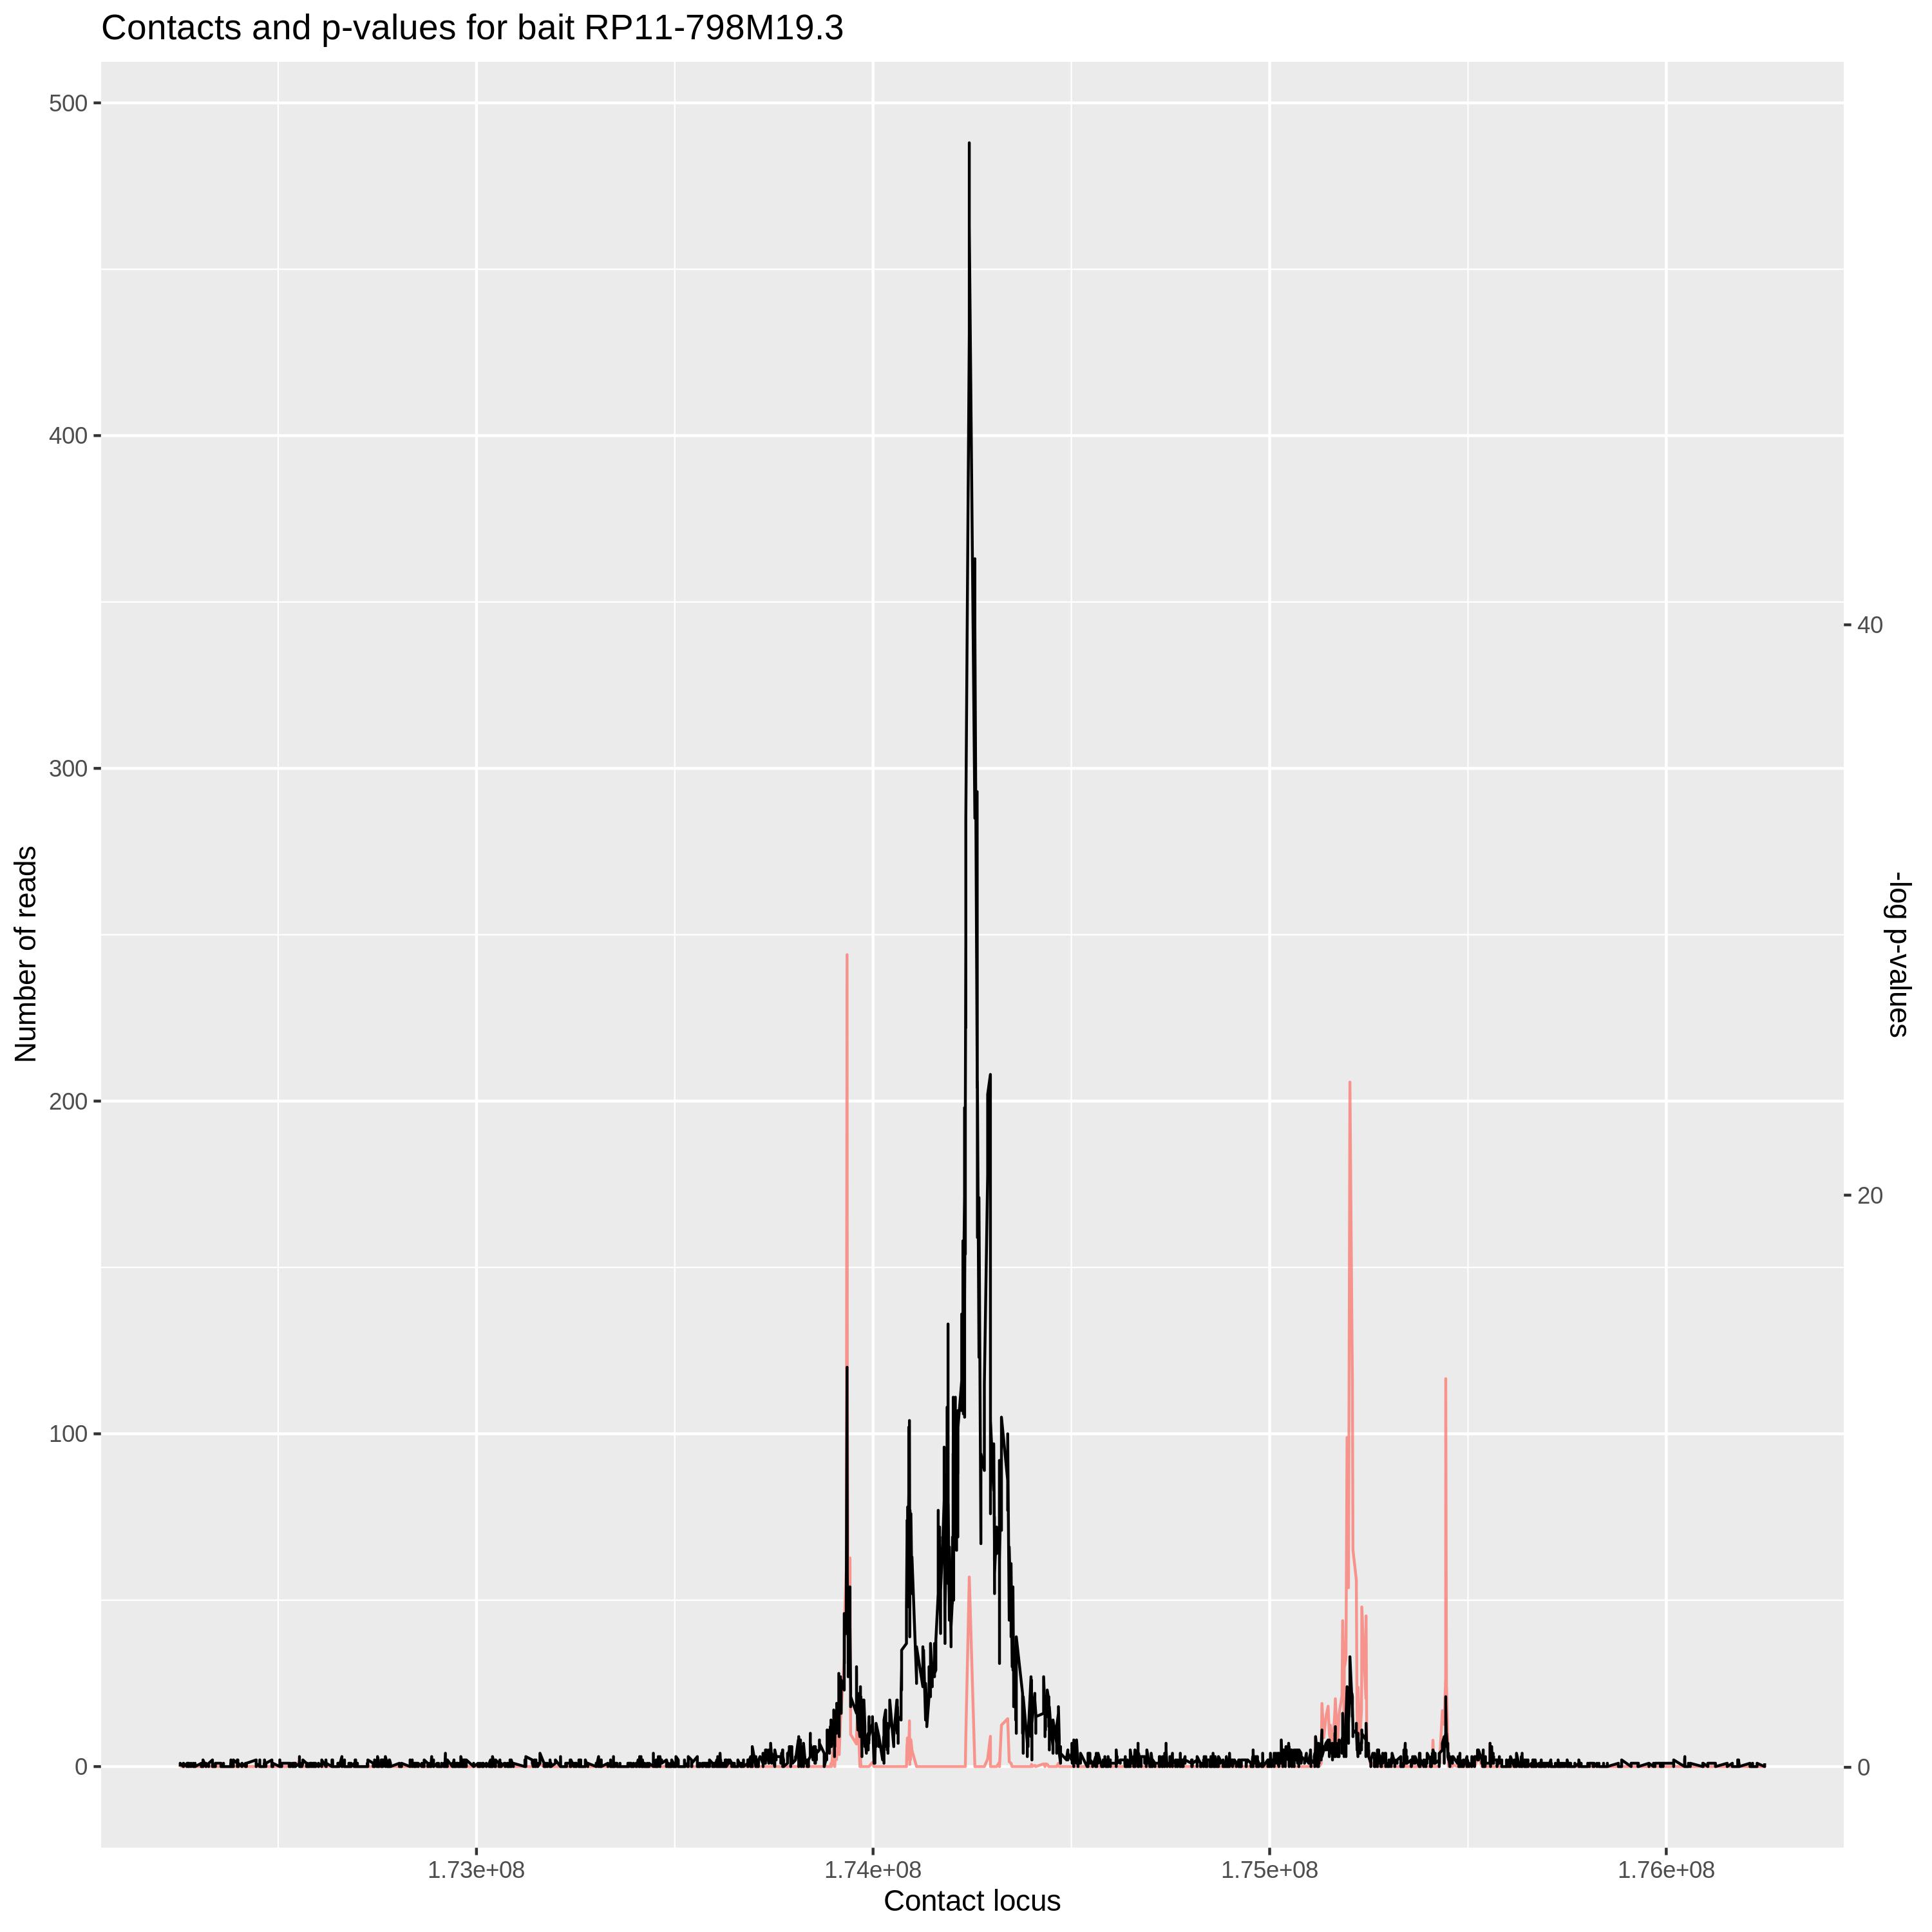 Contacts and p-values for bait RP11-798M19.3
500
400
300
200
100
0
Number of reads
40
20
0
-log p-values
1.73e+08
1.74e+08
1.75e+08
1.76e+08
Contact locus